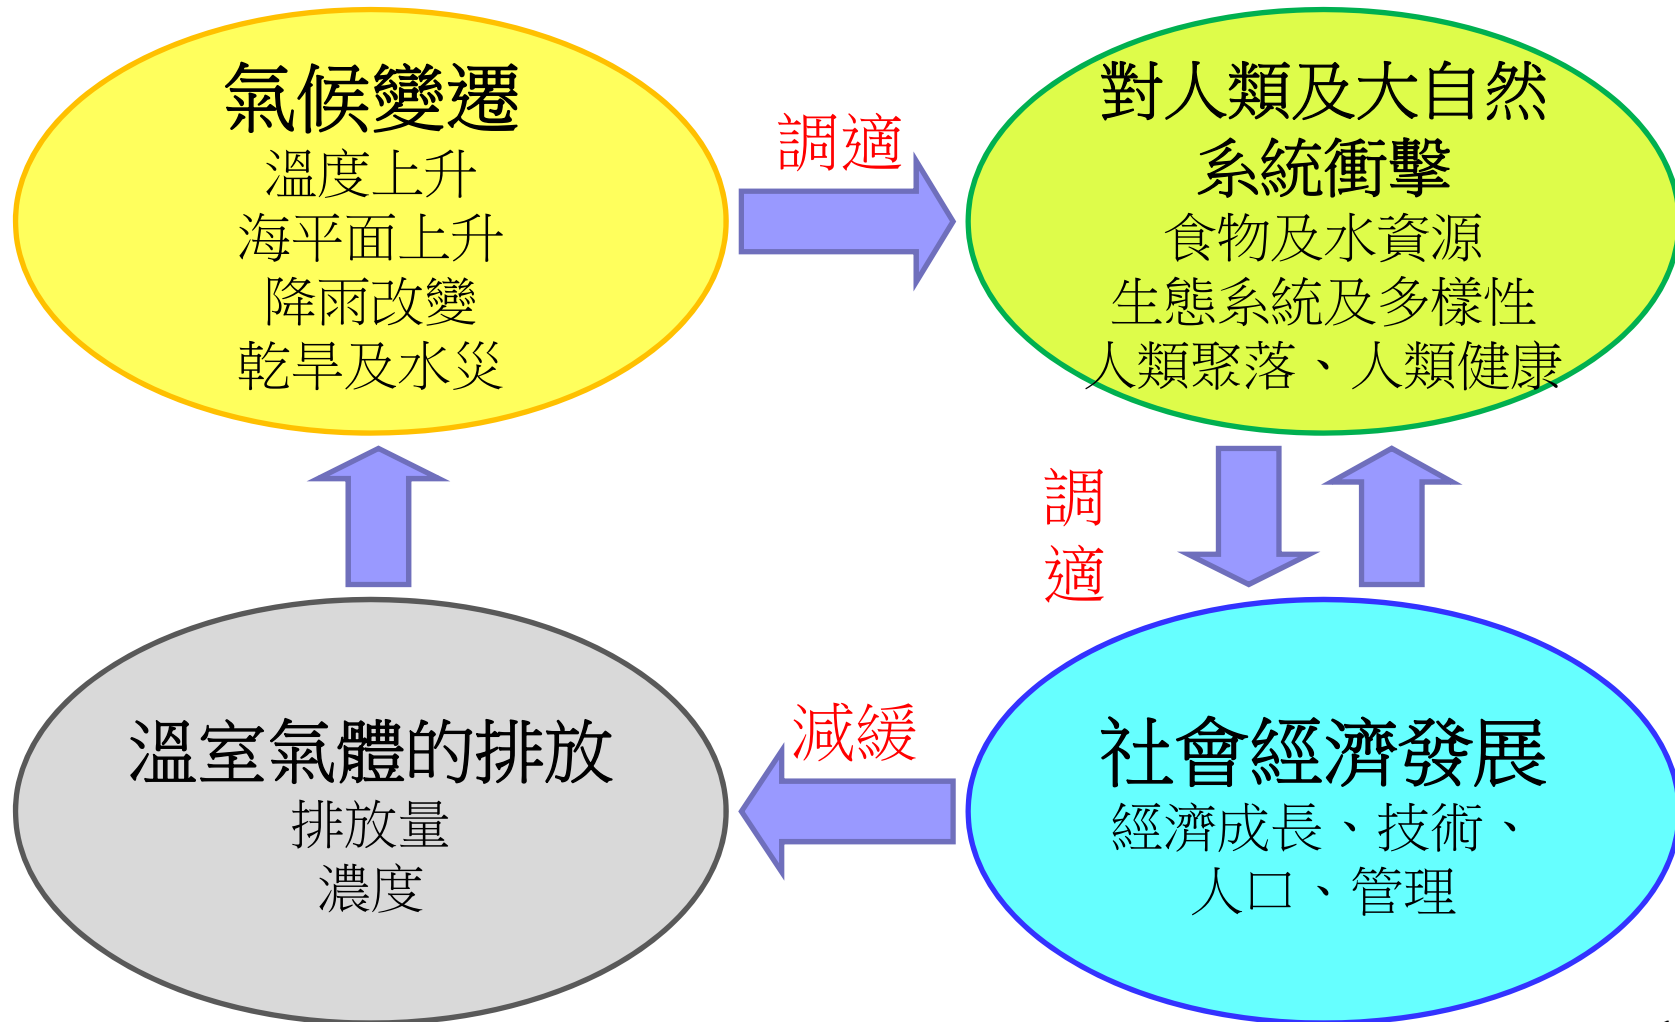 氣候變遷
溫度上升
海平面上升
降雨改變
乾旱及水災
調適
對人類及大自然
系統衝擊
食物及水資源
生態系統及多樣性
人類聚落、人類健康
調
適
溫室氣體的排放
排放量
濃度
減緩
社會經濟發展
經濟成長、技術、
人口、管理